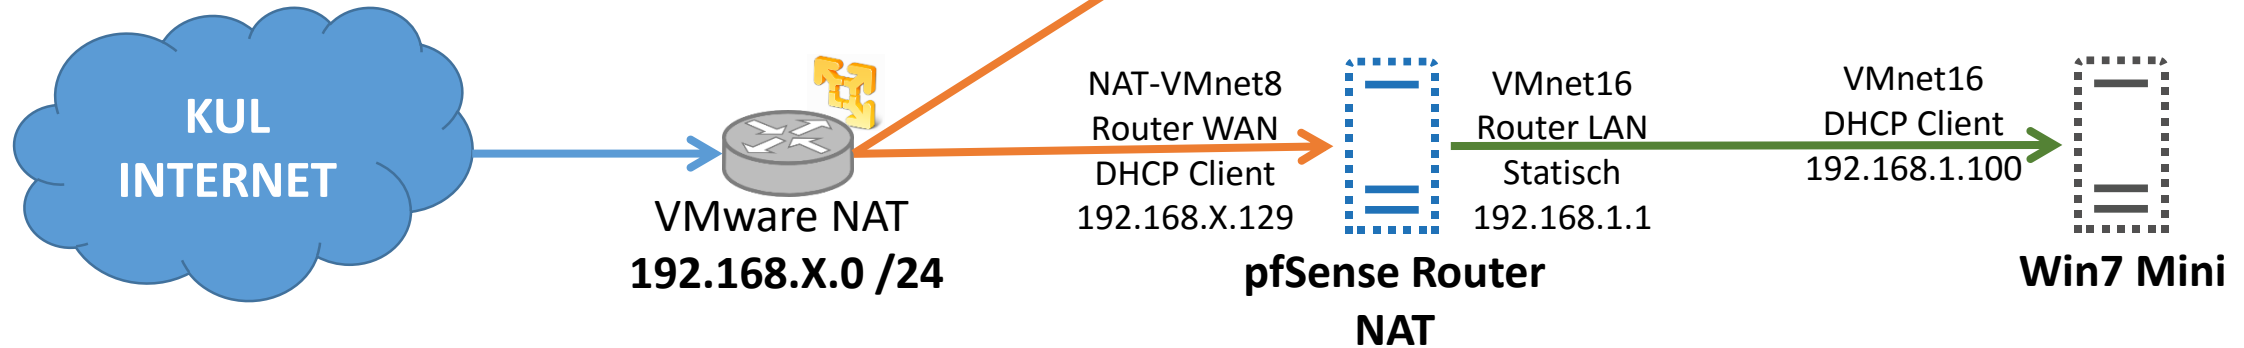 KUL
INTERNET
VMware NAT
192.168.X.0 /24
NAT-VMnet8
Router WAN
DHCP Client
192.168.X.129
pfSense Router
NAT
VMnet16
Router LAN
Statisch
192.168.1.1
VMnet16
DHCP Client
192.168.1.100
Win7 Mini